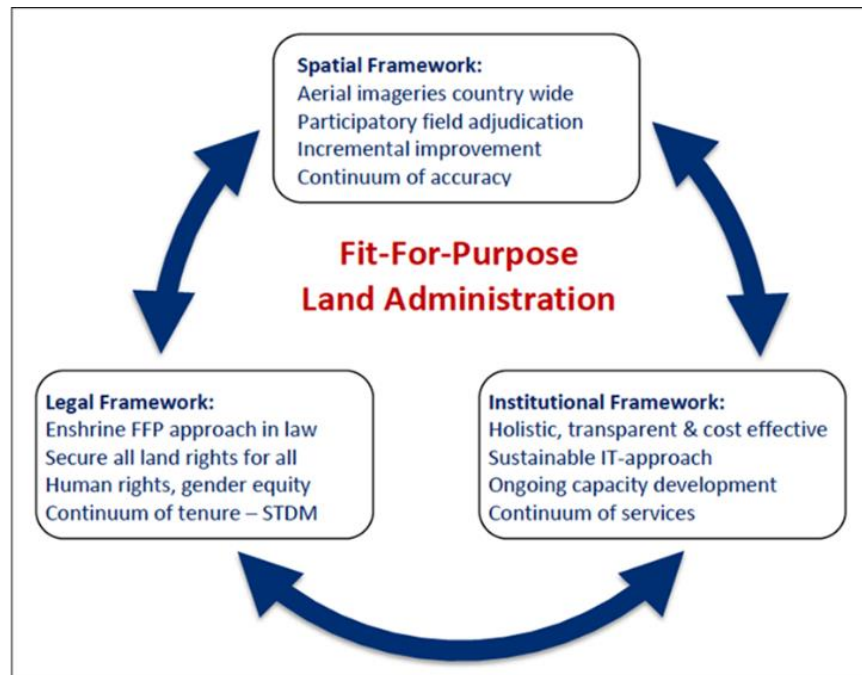 Spatial Framework:
Aerial imageries country wide
Participatory field adjudication
Incremental improvement
Continuum of accuracy
Fit-For-Purpose
Land Administration
Legal Framework:
Enshrine FFP approach in law
Secure all land rights for all
Human rights, gender equity
Continuum of tenure – STDM
Institutional Framework:
Holistic, transparent & cost effective
Sustainable IT-approach
Ongoing capacity development
Continuum of services